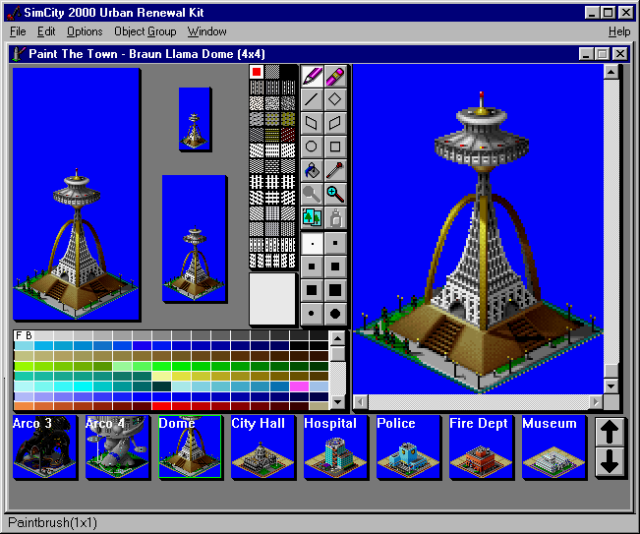 SimCity 2000 Urban Renewal Kit
File Edit Options Object Group Window Help
Paint The Town - Braun Llama Dome (4x4)
F B
Arco 3 Arco 4 Dome City Hall Hospital Police Fire Dept Museum
Paintbrush(1x1)